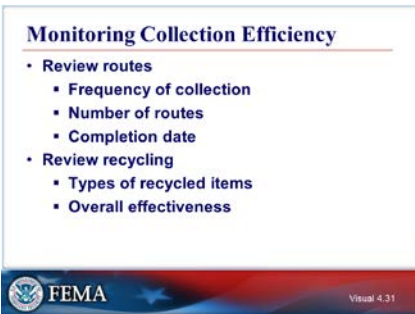 Monitoring Collection Efficiency
• Review routes
▪ Frequency of collection
▪ Number of routes
▪ Completion date
• Review recycling
▪ Types of recycled items
▪ Overall effectiveness
FEMA
Visual 4.31